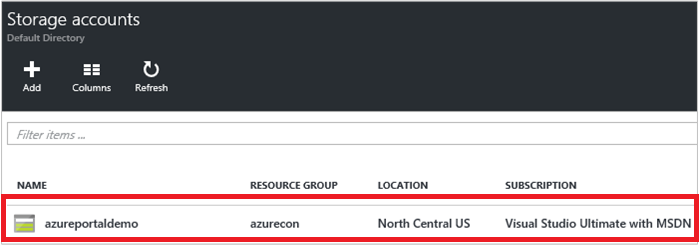 Storage accounts
Default Directory
Add Columns Refresh
Filter items ...
NAME RESOURCE GROUP LOCATION SUBSCRIPTION
azureportaldemo azurecon North Central US Visual Studio Ultimate with MSDN